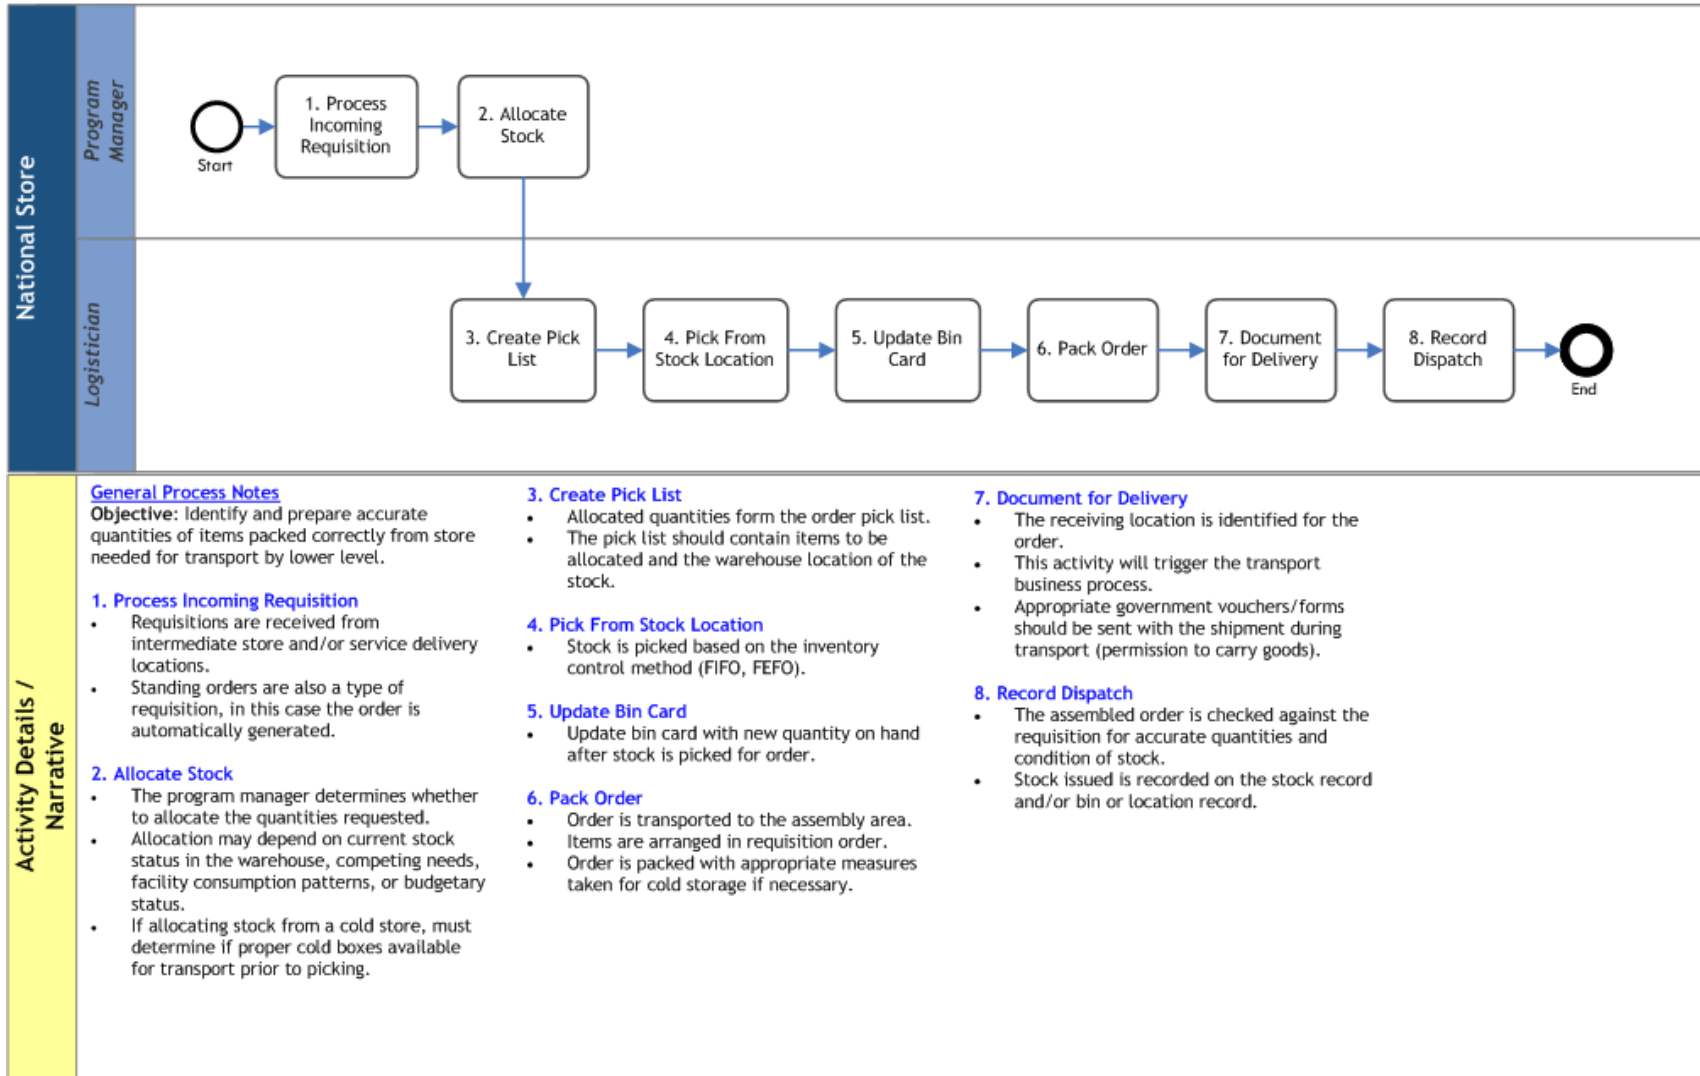 National Store
Program
Manager
Start
1. Process
Incoming
Requisition
2. Allocate
Stock
Logistician
3. Create Pick
List
4. Pick From
Stock Location
5. Update Bin
Card
6. Pack Order
7. Document
for Delivery
8. Record
Dispatch
End
Activity Details /
Narrative
General Process Notes
Objective: Identify and prepare accurate
quantities of items packed correctly from store
needed for transport by lower level.
1. Process Incoming Requisition
• Requisitions are received from
intermediate store and/or service delivery
locations.
• Standing orders are also a type of
requisition, in this case the order is
automatically generated.
2. Allocate Stock
• The program manager determines whether
to allocate the quantities requested.
• Allocation may depend on current stock
status in the warehouse, competing needs,
facility consumption patterns, or budgetary
status.
• If allocating stock from a cold store, must
determine if proper cold boxes available
for transport prior to picking.
3. Create Pick List
• Allocated quantities form the order pick list.
• The pick list should contain items to be
allocated and the warehouse location of the
stock.
4. Pick From Stock Location
• Stock is picked based on the inventory
control method (FIFO, FEFO).
5. Update Bin Card
• Update bin card with new quantity on hand
after stock is picked for order.
6. Pack Order
• Order is transported to the assembly area.
• Items are arranged in requisition order.
• Order is packed with appropriate measures
taken for cold storage if necessary.
7. Document for Delivery
• The receiving location is identified for the
order.
• This activity will trigger the transport
business process.
• Appropriate government vouchers/forms
should be sent with the shipment during
transport (permission to carry goods).
8. Record Dispatch
• The assembled order is checked against the
requisition for accurate quantities and
condition of stock.
• Stock issued is recorded on the stock record
and/or bin or location record.